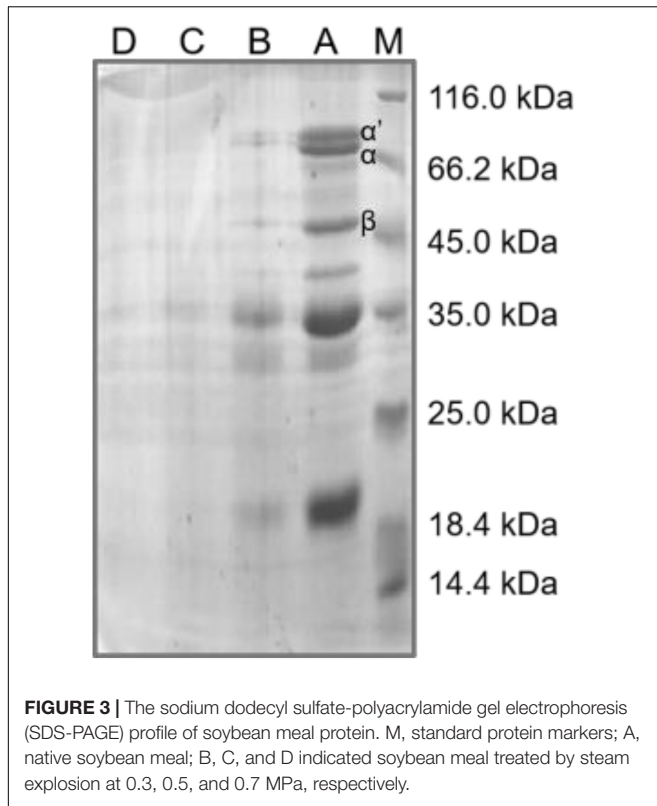 D C B A M
116.0 kDa
α'
α
66.2 kDa
β
45.0 kDa
35.0 kDa
25.0 kDa
18.4 kDa
14.4 kDa
FIGURE 3 | The sodium dodecyl sulfate-polyacrylamide gel electrophoresis
(SDS-PAGE) profile of soybean meal protein. M, standard protein markers; A,
native soybean meal; B, C, and D indicated soybean meal treated by steam
explosion at 0.3, 0.5, and 0.7 MPa, respectively.